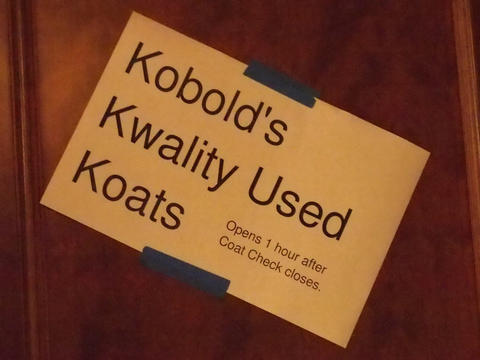 Kobold's
Kwality Used
Koats
Opens 1 hour after
Coat Check closes.